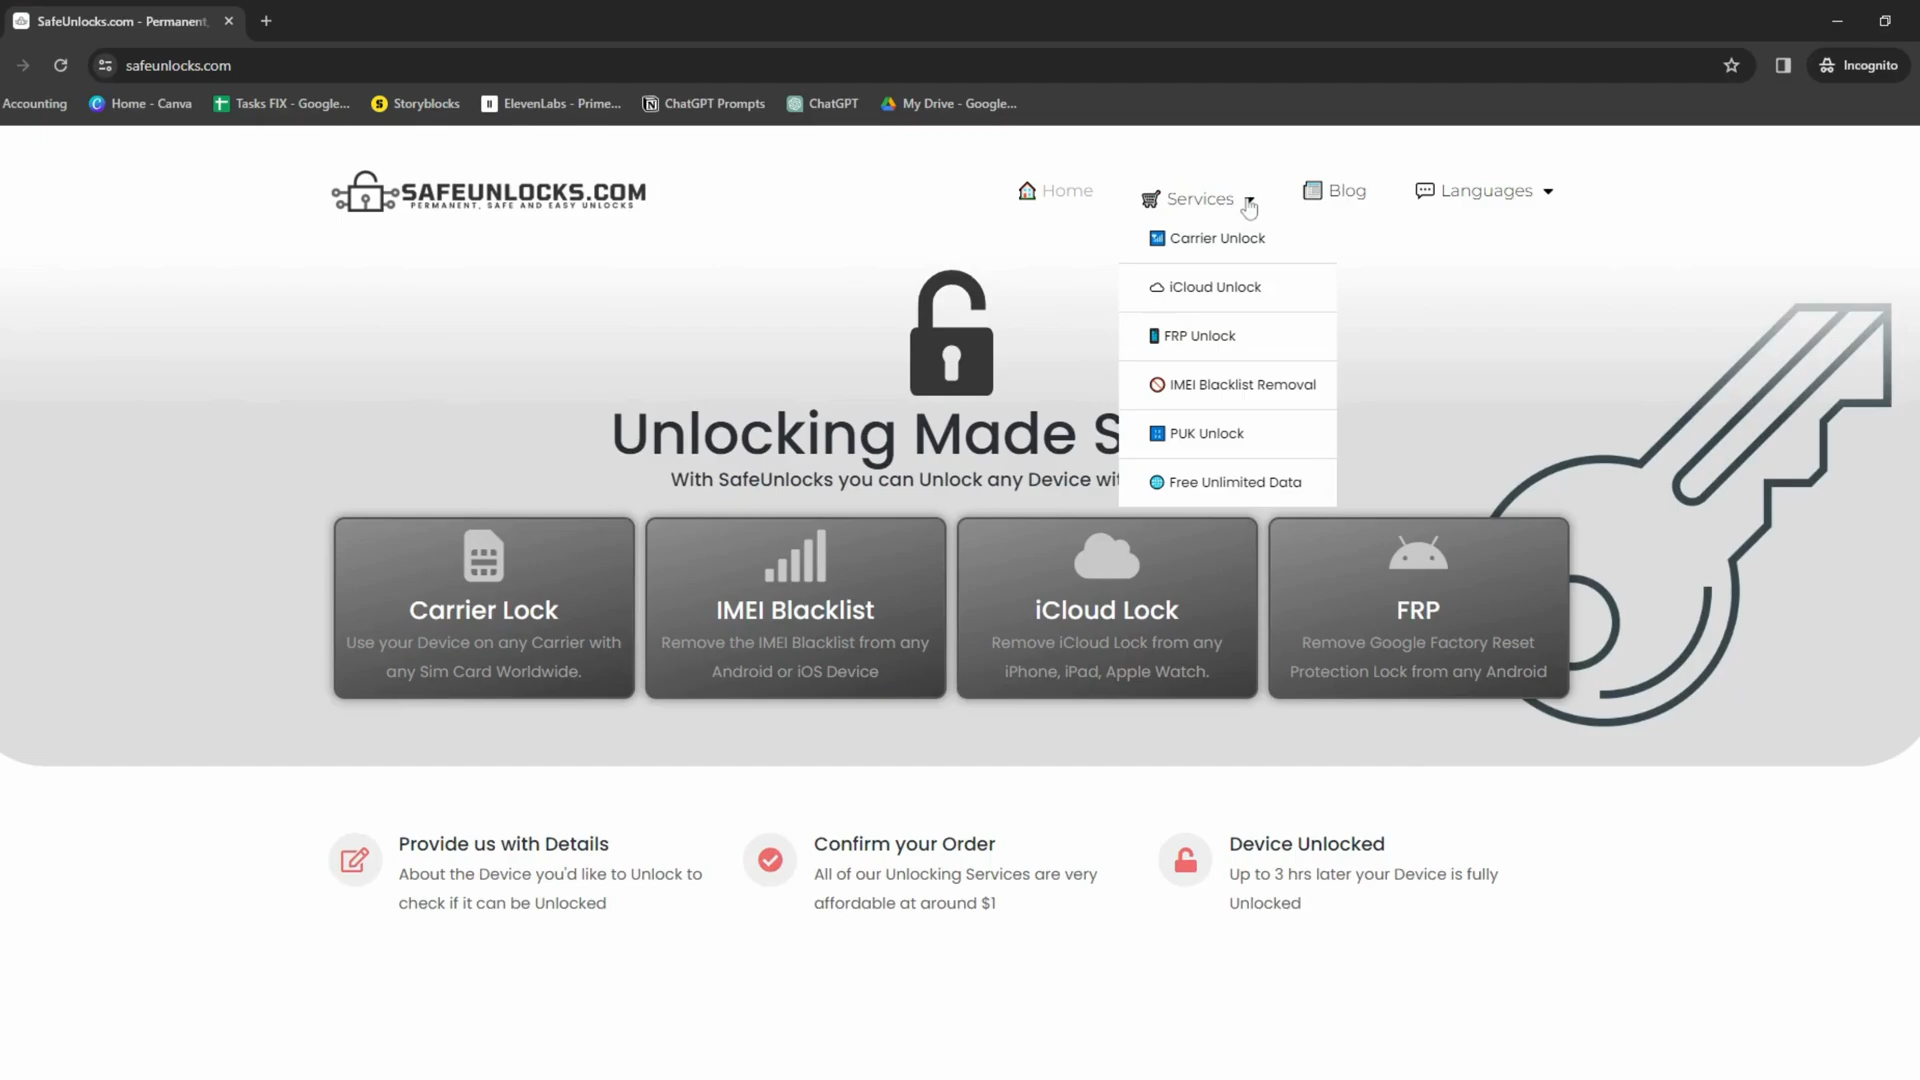 SafeUnlocks.com - Permanent,
safeunlocks.com
Incognito
Accounting
Home - Canva
Tasks FIX - Google...
Storyblocks
ElevenLabs - Prime...
ChatGPT Prompts
ChatGPT
My Drive - Google...
SAFEUNLOCKS.COM
PERMANENT, SAFE AND EASY UNLOCKS
Home
Services
Blog
Languages
Carrier Unlock
iCloud Unlock
FRP Unlock
IMEI Blacklist Removal
PUK Unlock
Free Unlimited Data
Unlocking Made S
With SafeUnlocks you can Unlock any Device wit
Carrier Lock
Use your Device on any Carrier with
any Sim Card Worldwide.
IMEI Blacklist
Remove the IMEI Blacklist from any
Android or iOS Device
iCloud Lock
Remove iCloud Lock from any
iPhone, iPad, Apple Watch.
FRP
Remove Google Factory Reset
Protection Lock from any Android
Provide us with Details
About the Device you'd like to Unlock to
check if it can be Unlocked
Confirm your Order
All of our Unlocking Services are very
affordable at around $1
Device Unlocked
Up to 3 hrs later your Device is fully
Unlocked